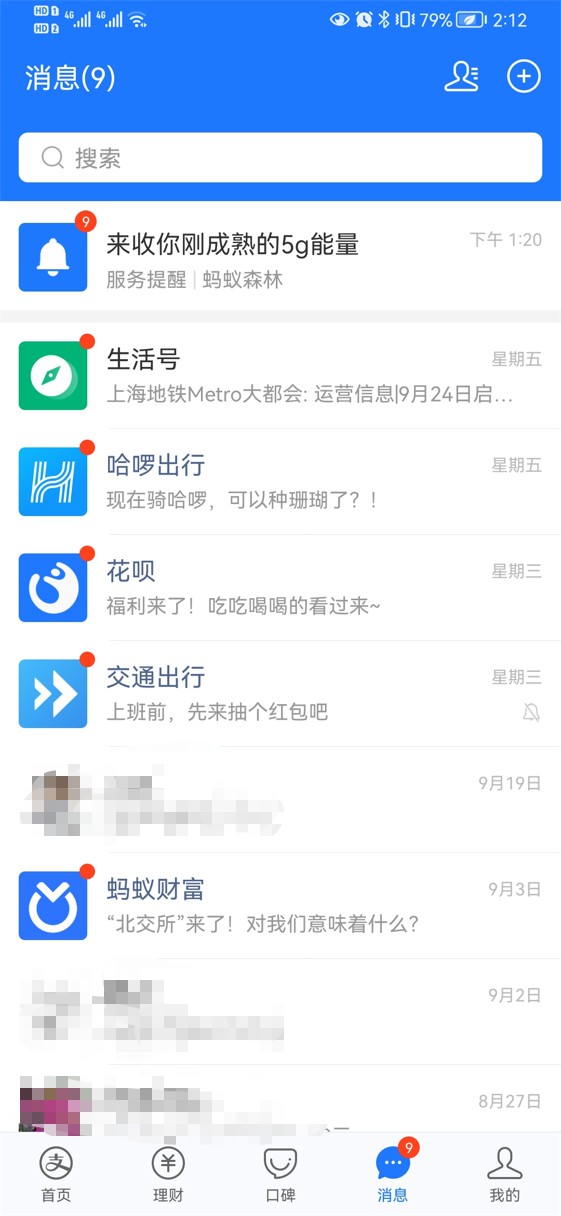 HD 1 4G 4G 79% 2:12
HD 2
消息(9)
搜索
9
来收你刚成熟的5g能量 下午 1:20
服务提醒 | 蚂蚁森林
生活号 星期五
上海地铁Metro大都会: 运营信息|9月24日启...
哈啰出行 星期五
现在骑哈啰，可以种珊瑚了？！
花呗 星期三
福利来了！吃吃喝喝的看过来~
交通出行 星期三
上班前，先来抽个红包吧
9月19日
蚂蚁财富 9月3日
“北交所”来了！对我们意味着什么？
9月2日
8月27日
支 ¥ 9
首页 理财 口碑 消息 我的